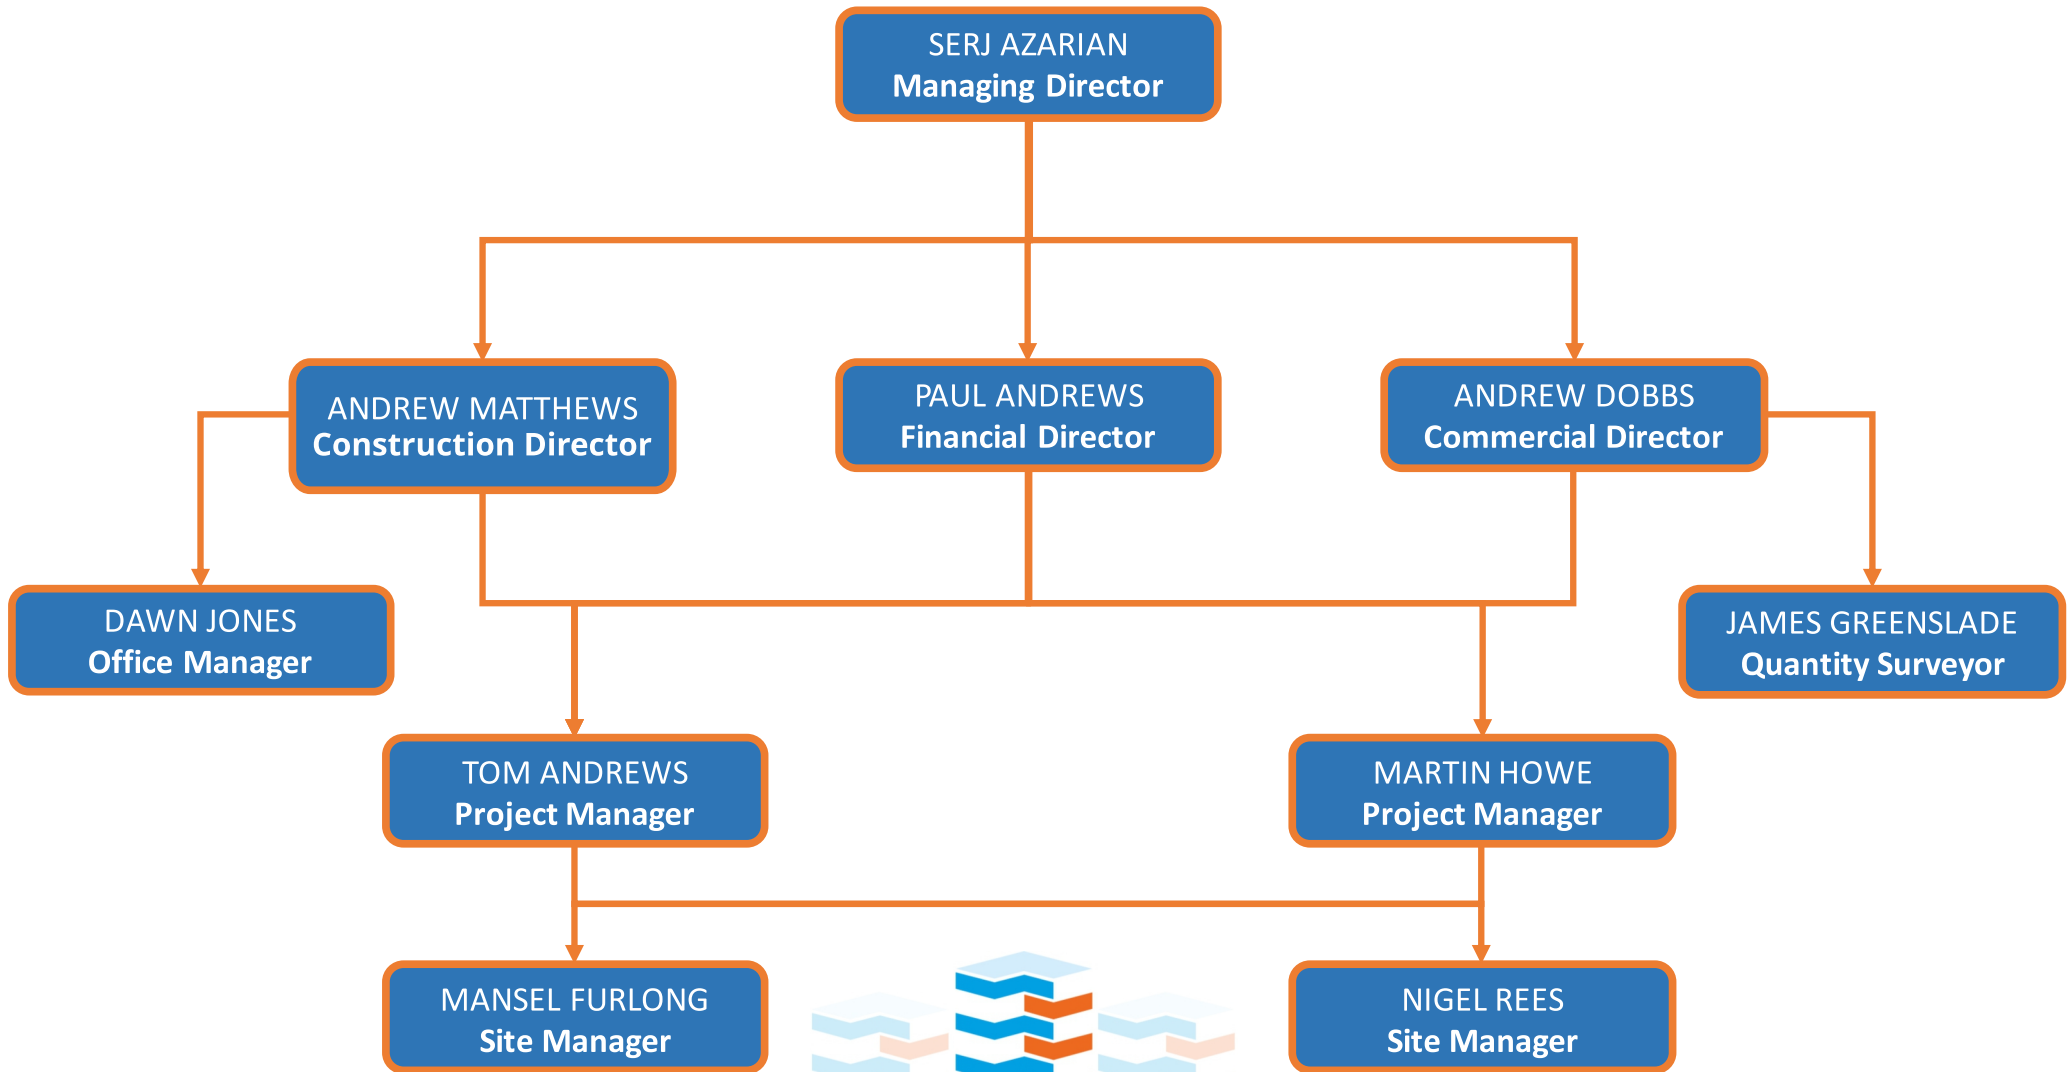 SERJ AZARIAN
Managing Director
ANDREW MATTHEWS
Construction Director
PAUL ANDREWS
Financial Director
ANDREW DOBBS
Commercial Director
DAWN JONES
Office Manager
JAMES GREENSLADE
Quantity Surveyor
TOM ANDREWS
Project Manager
MARTIN HOWE
Project Manager
MANSEL FURLONG
Site Manager
NIGEL REES
Site Manager